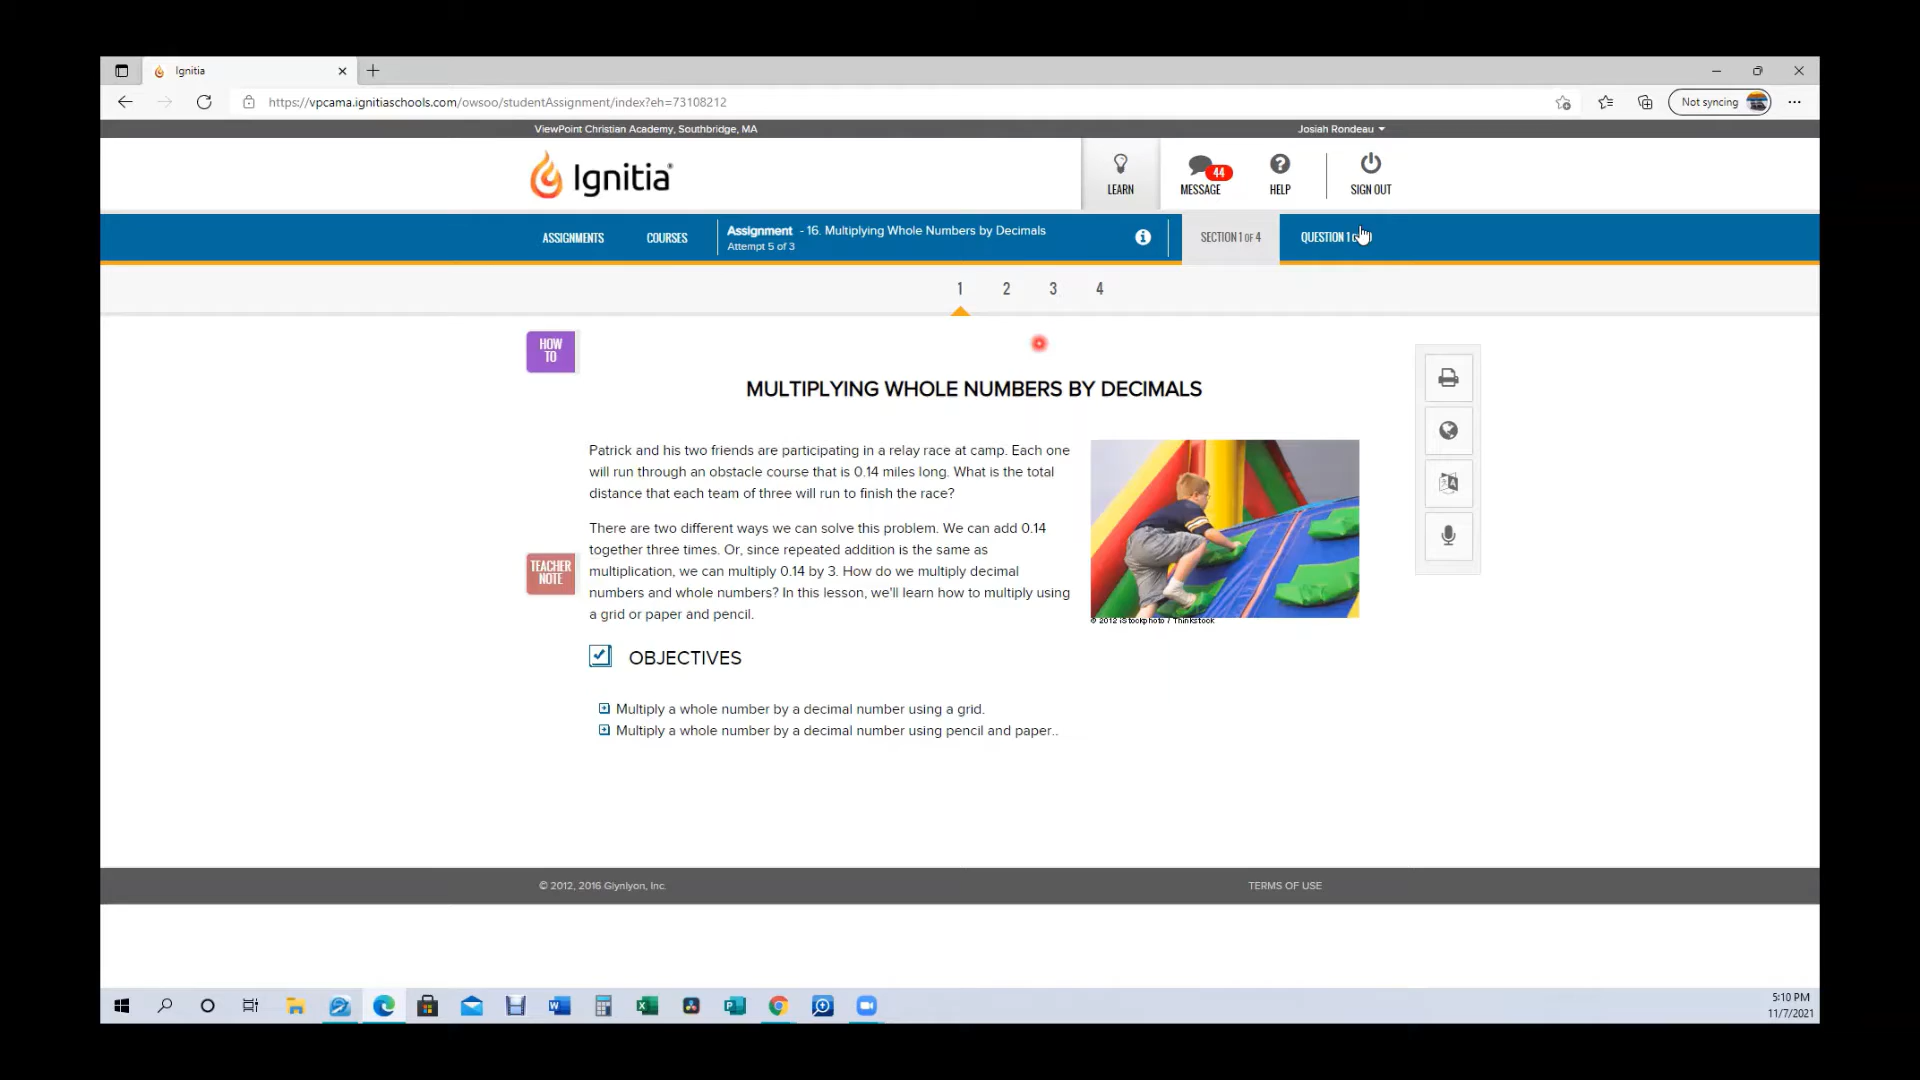 Ignitia
https://vpcama.ignitiaschools.com/owsoo/studentAssignment/index?eh=73108212
Not syncing
ViewPoint Christian Academy, Southbridge, MA
Josiah Rondeau
Ignitia
LEARN
44
MESSAGE
HELP
SIGN OUT
ASSIGNMENTS
COURSES
Assignment - 16. Multiplying Whole Numbers by Decimals
Attempt 5 of 3
SECTION 1 OF 4
QUESTION 1
1 2 3 4
HOW TO
MULTIPLYING WHOLE NUMBERS BY DECIMALS
Patrick and his two friends are participating in a relay race at camp. Each one
will run through an obstacle course that is 0.14 miles long. What is the total
distance that each team of three will run to finish the race?
There are two different ways we can solve this problem. We can add 0.14
together three times. Or, since repeated addition is the same as
multiplication, we can multiply 0.14 by 3. How do we multiply decimal
numbers and whole numbers? In this lesson, we'll learn how to multiply using
a grid or paper and pencil.
TEACHER NOTE
© 2012 iStockphoto / Thinkstock
OBJECTIVES
Multiply a whole number by a decimal number using a grid.
Multiply a whole number by a decimal number using pencil and paper..
© 2012, 2016 Glynlyon, Inc.
TERMS OF USE
5:10 PM
11/7/2021